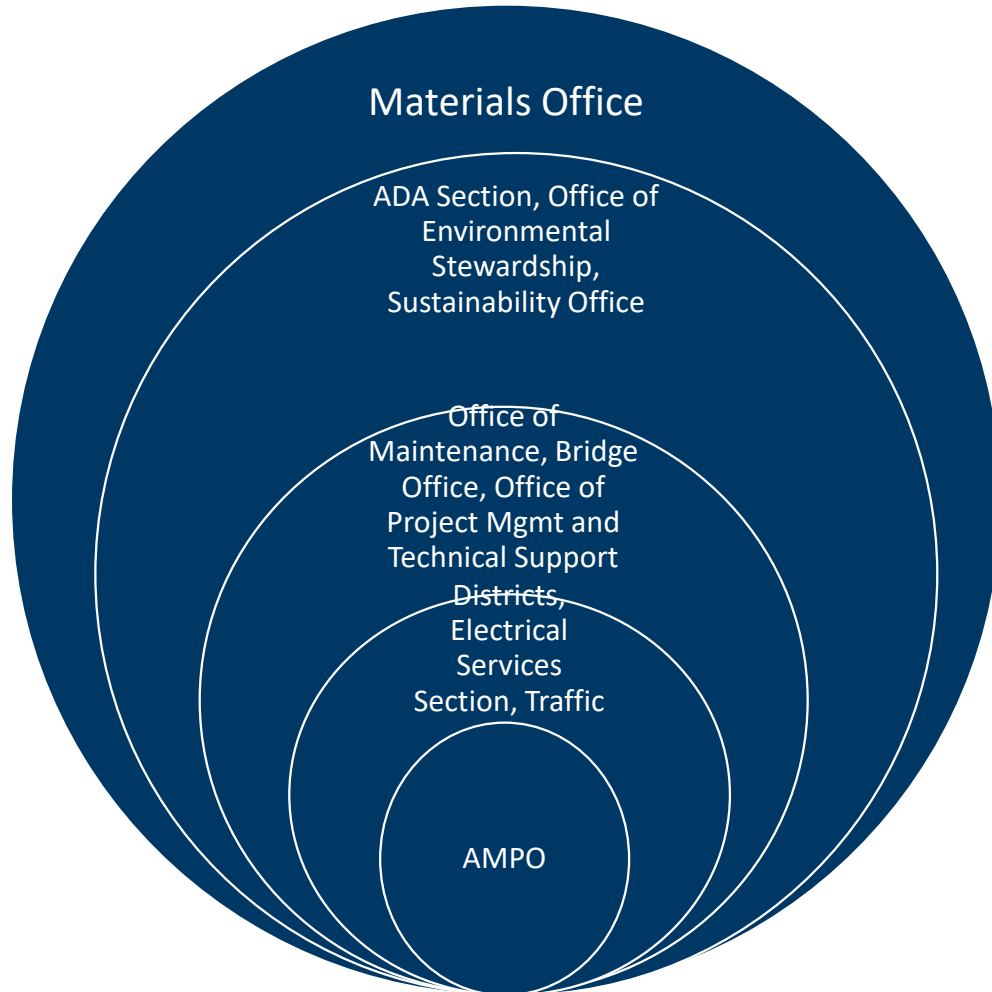 Materials Office
ADA Section, Office of
Environmental
Stewardship,
Sustainability Office
Office of
Maintenance, Bridge
Office, Office of
Project Mgmt and
Technical Support
Districts,
Electrical
Services
Section, Traffic
AMPO